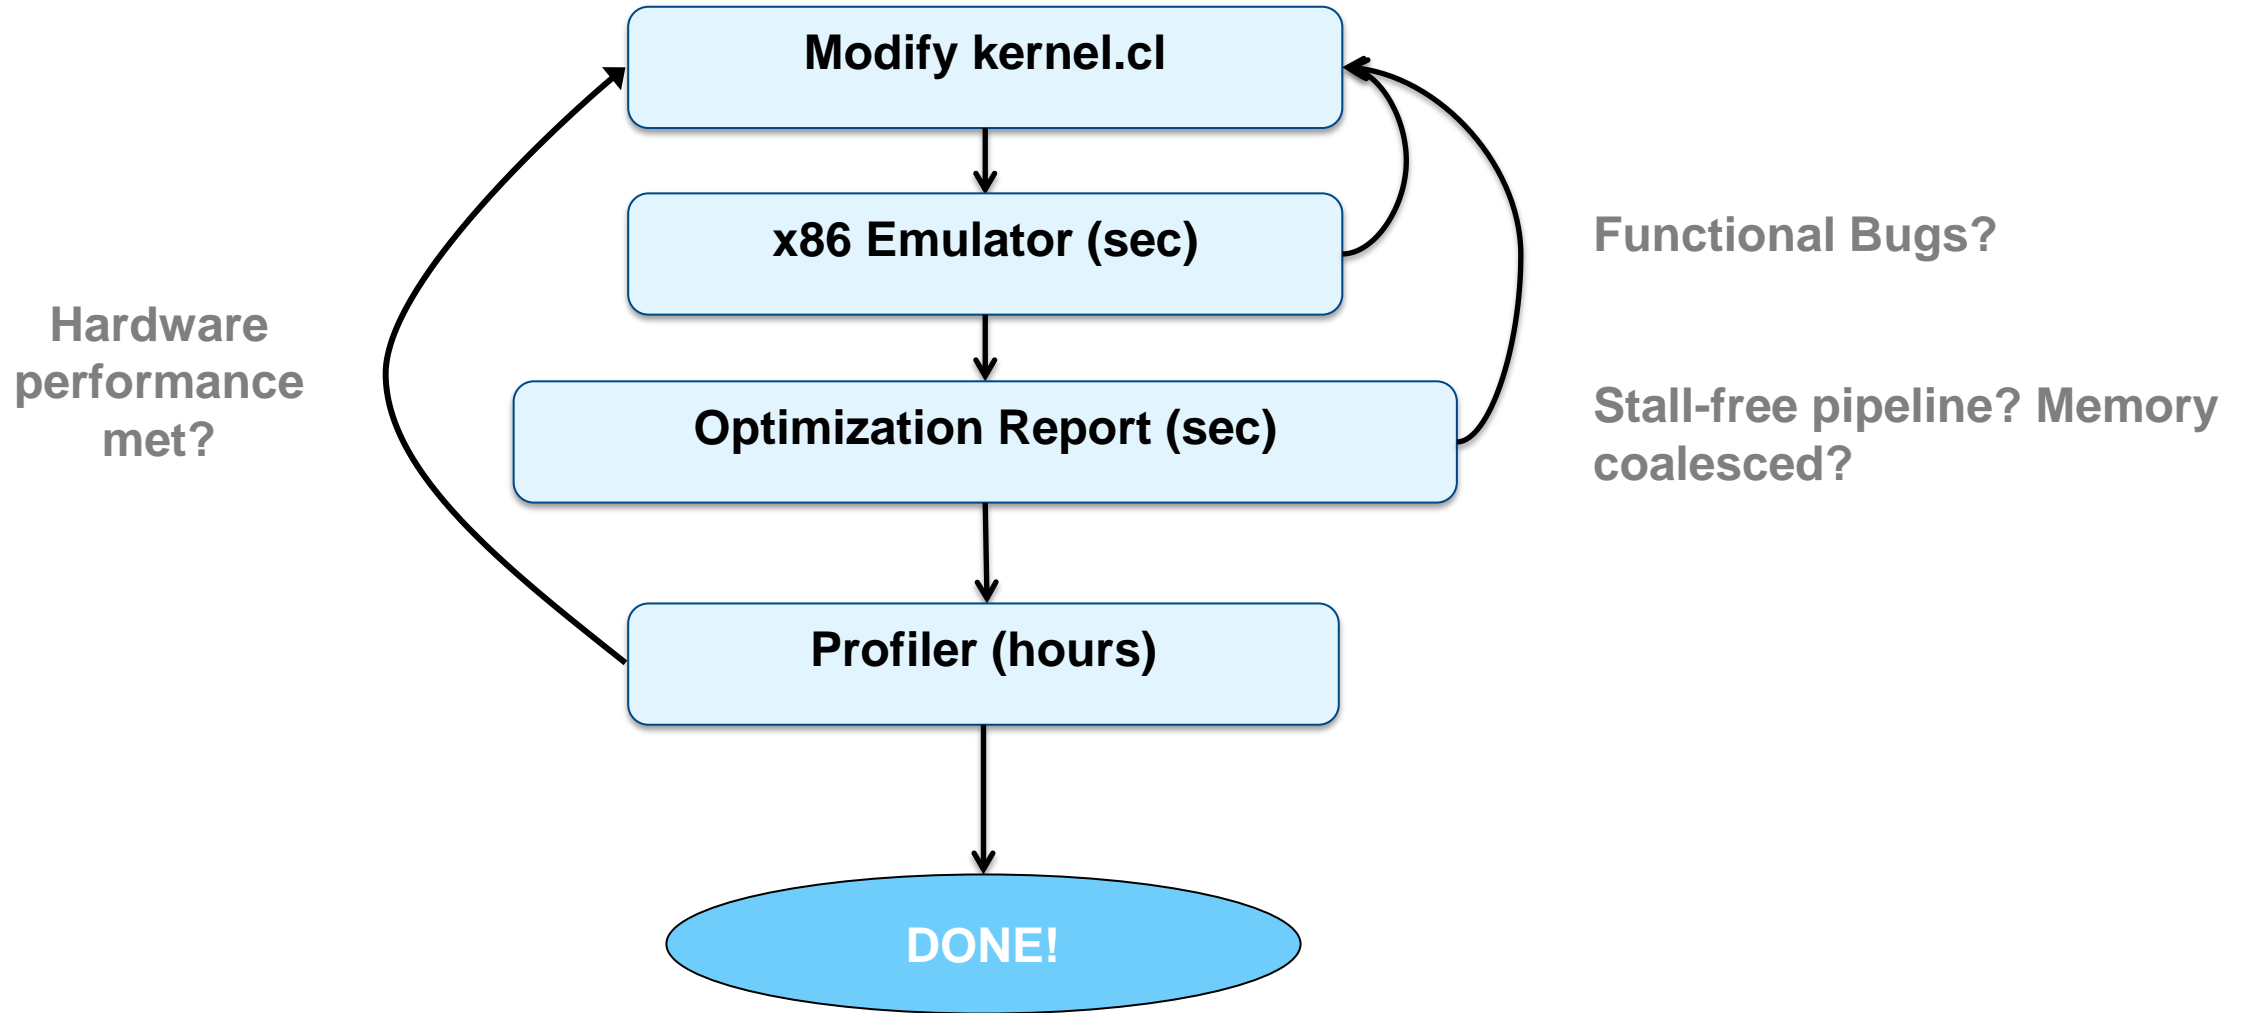 Modify kernel.cl
x86 Emulator (sec)
Functional Bugs?
Hardware
performance
met?
Optimization Report (sec)
Stall-free pipeline? Memory
coalesced?
Profiler (hours)
DONE!